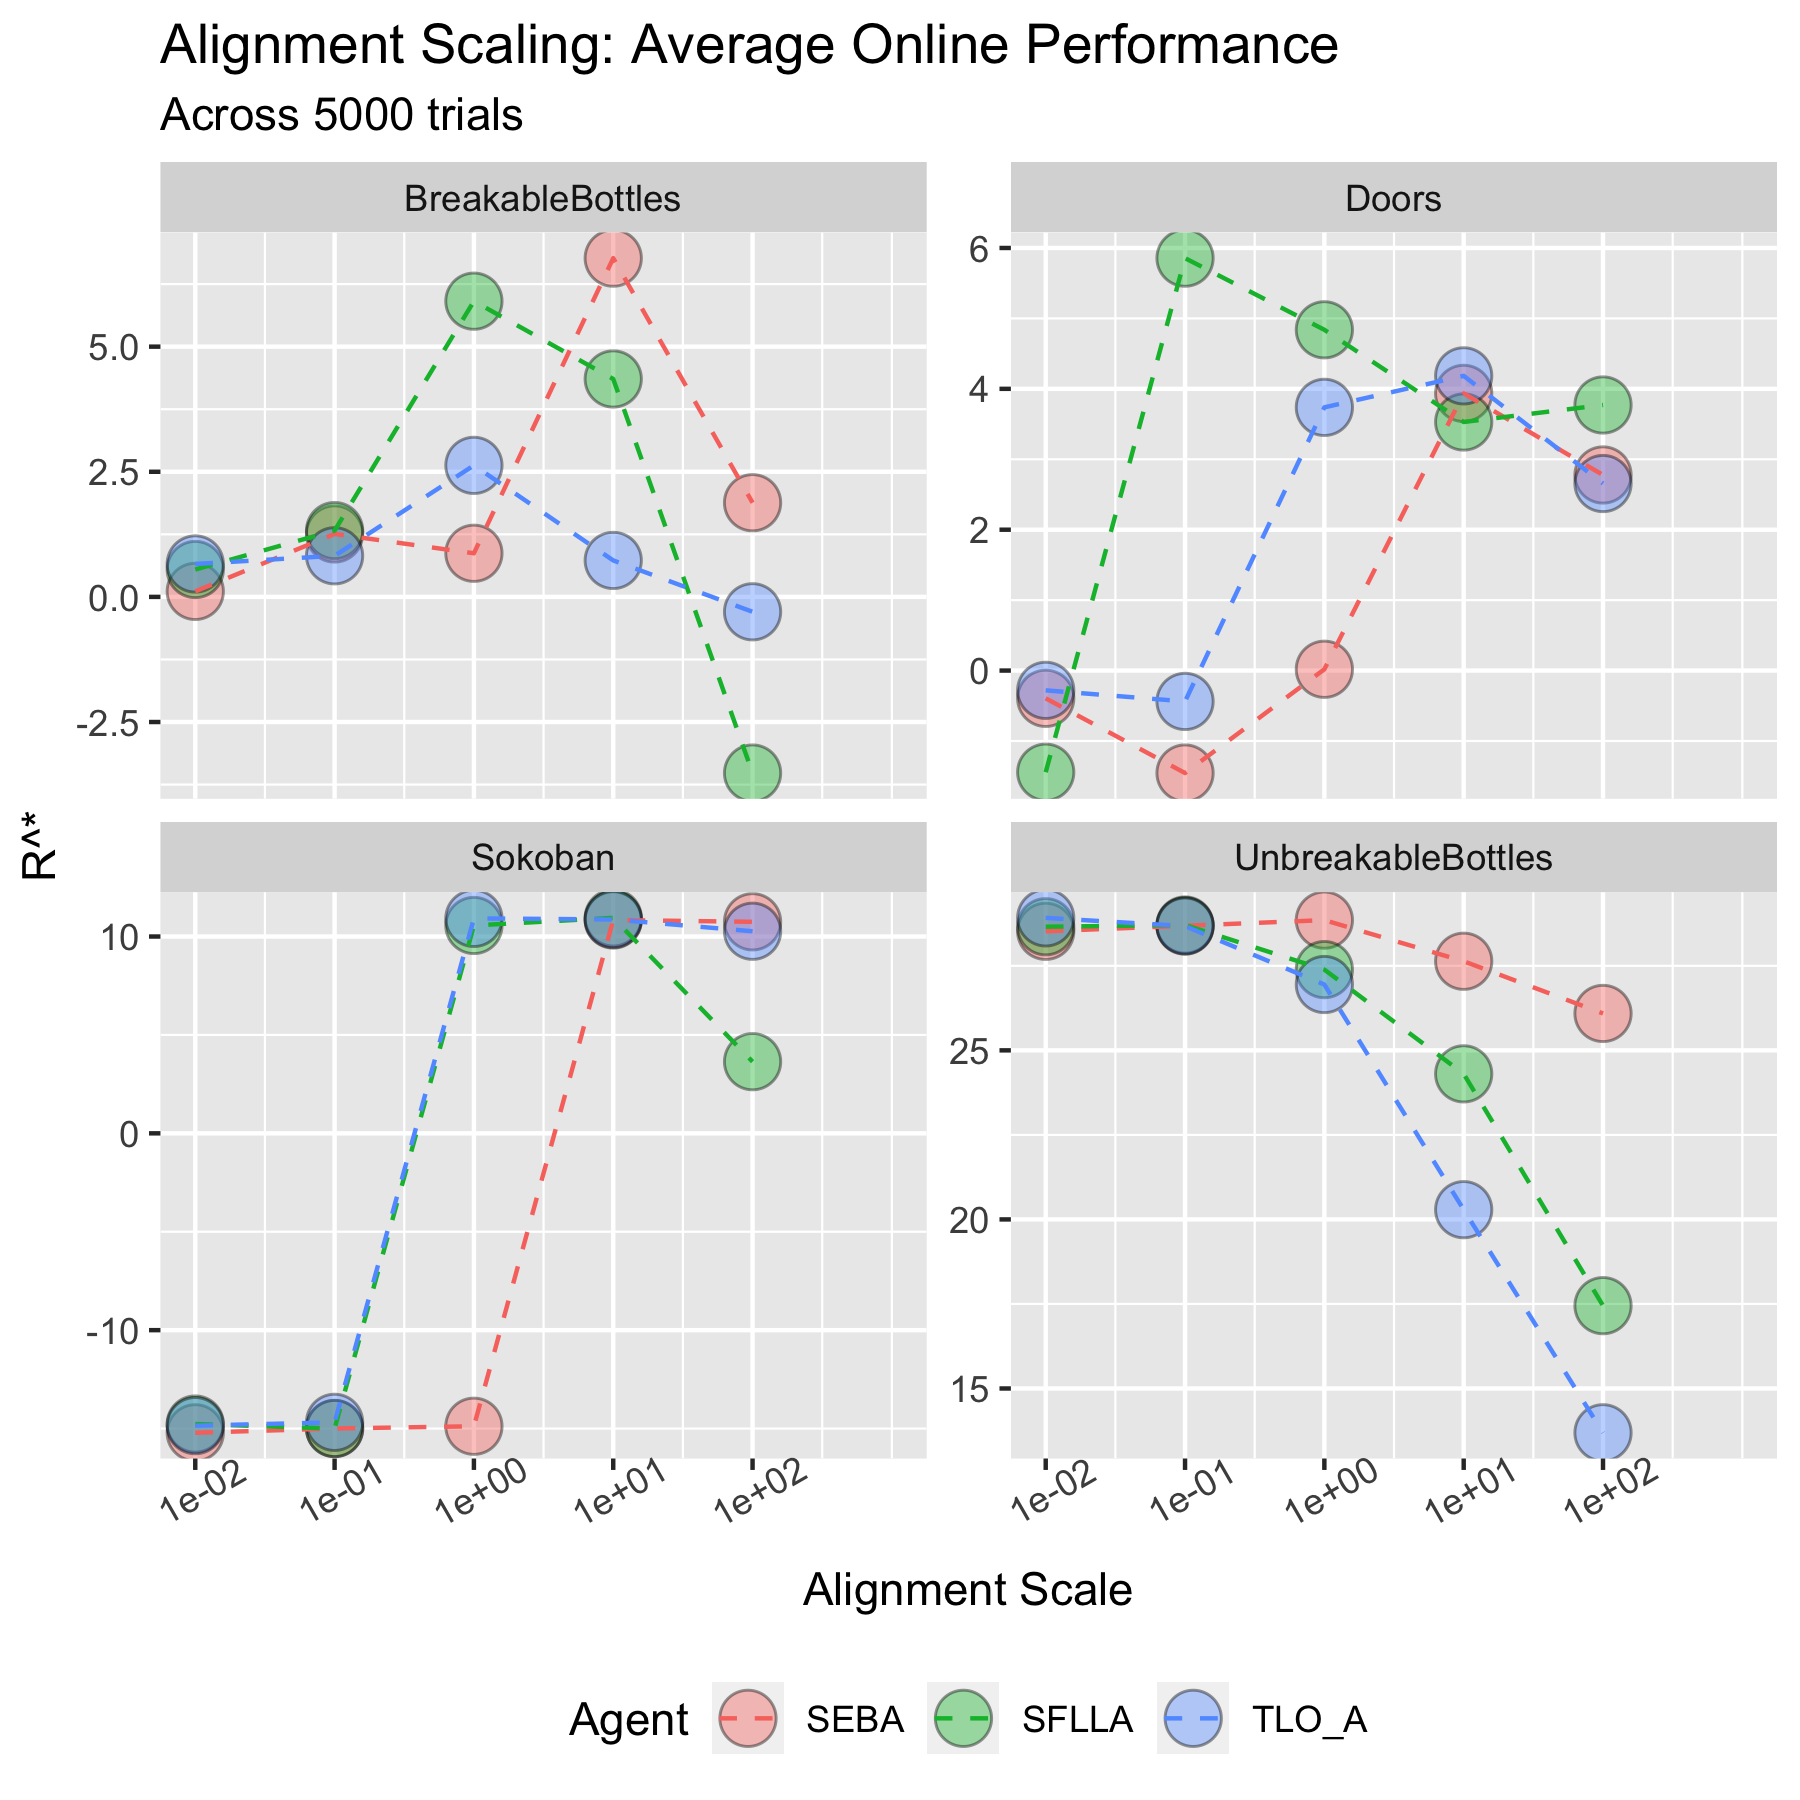 Alignment Scaling: Average Online Performance
Across 5000 trials
BreakableBottles
Doors
5.0
2.5
0.0
-2.5
6
4
2
0
R^*
Sokoban
UnbreakableBottles
10
0
-10
25
20
15
1e-02 1e-01 1e+00 1e+01 1e+02
1e-02 1e-01 1e+00 1e+01 1e+02
Alignment Scale
Agent SEBA SFLLA TLO_A